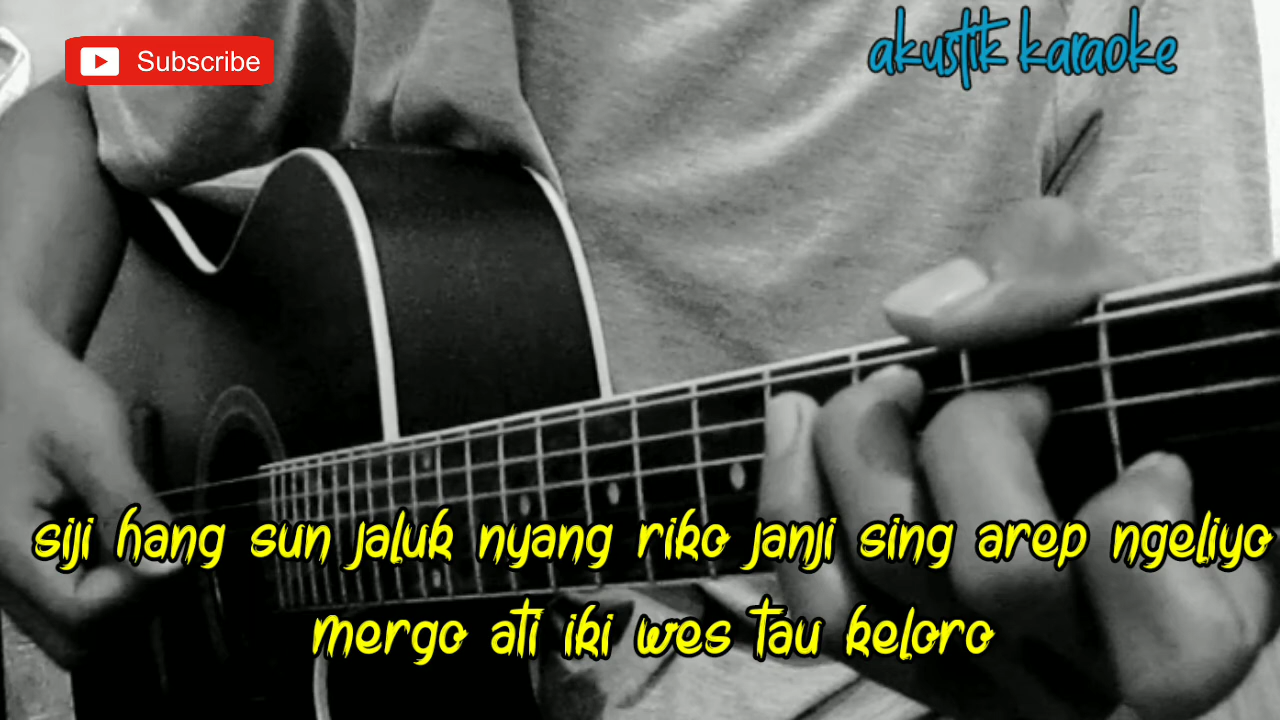 Subscribe
akustik karaoke
siji hang sun jaluk nyang riko janji sing arep ngeliyo
mergo ati iki wes tau keloro